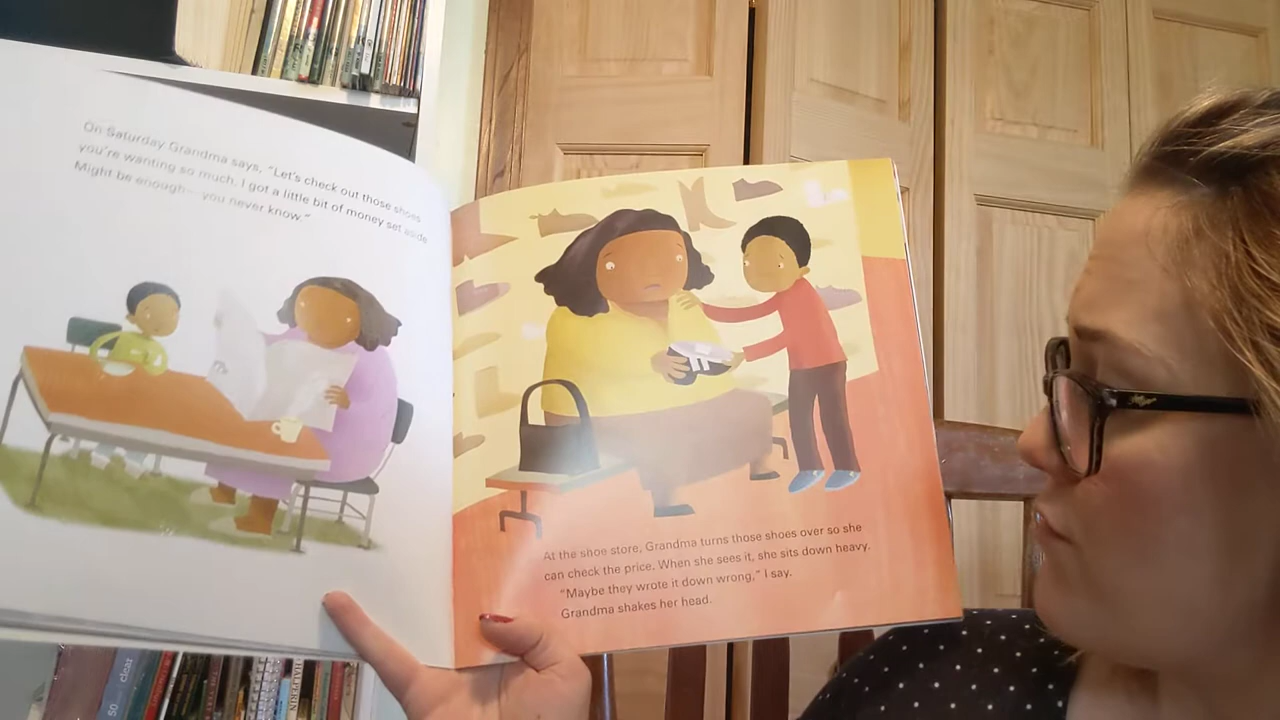 On Saturday Grandma says, "Let's check out those shoes
you're wanting so much. I got a little bit of money set aside
Might be enough—you never know."
At the shoe store, Grandma turns those shoes over so she
can check the price. When she sees it, she sits down heavy.
"Maybe they wrote it down wrong," I say.
Grandma shakes her head.
clear